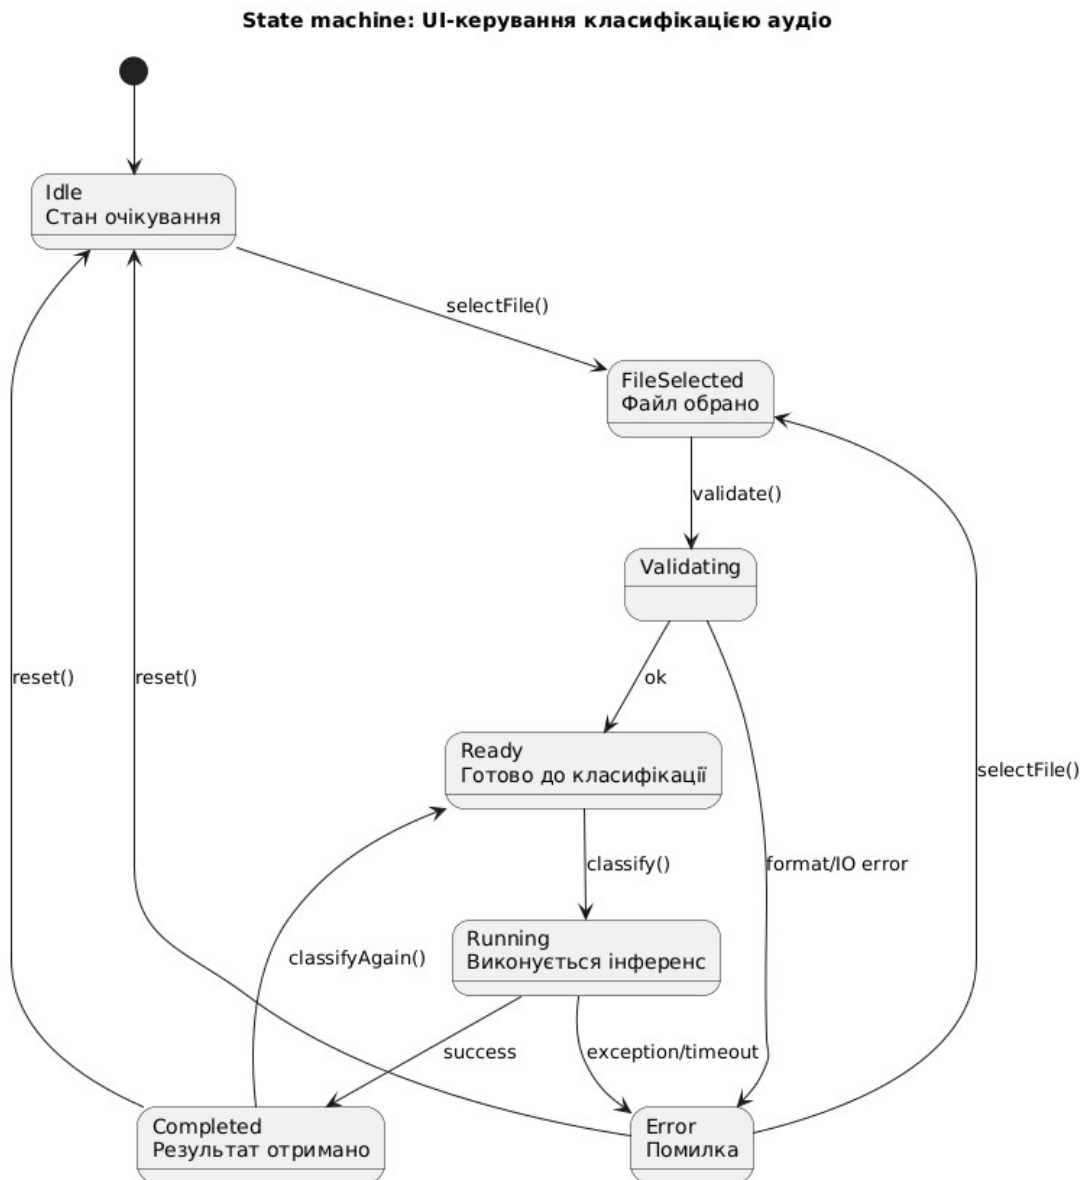 State machine: UI-керування класифікацією аудіо
Idle
Стан очікування
selectFile()
FileSelected
Файл обрано
validate()
Validating
reset()
reset()
ok
Ready
Готово до класифікації
selectFile()
classify()
format/IO error
Running
Виконується інференс
classifyAgain()
success
exception/timeout
Completed
Результат отримано
Error
Помилка